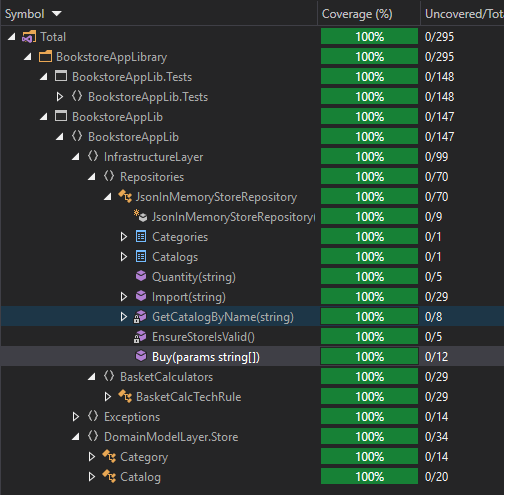 Symbol Coverage (%) Uncovered/Tota
Total 100% 0/295
BookstoreAppLibrary 100% 0/295
BookstoreAppLib.Tests 100% 0/148
BookstoreAppLib.Tests 100% 0/148
BookstoreAppLib 100% 0/147
BookstoreAppLib 100% 0/147
InfrastructureLayer 100% 0/99
Repositories 100% 0/70
JsonInMemoryStoreRepository 100% 0/70
JsonInMemoryStoreRepository( 100% 0/9
Categories 100% 0/1
Catalogs 100% 0/1
Quantity(string) 100% 0/5
Import(string) 100% 0/29
GetCatalogByName(string) 100% 0/8
EnsureStoreIsValid() 100% 0/5
Buy(params string[]) 100% 0/12
BasketCalculators 100% 0/29
BasketCalcTechRule 100% 0/29
Exceptions 100% 0/14
DomainModelLayer.Store 100% 0/34
Category 100% 0/14
Catalog 100% 0/20